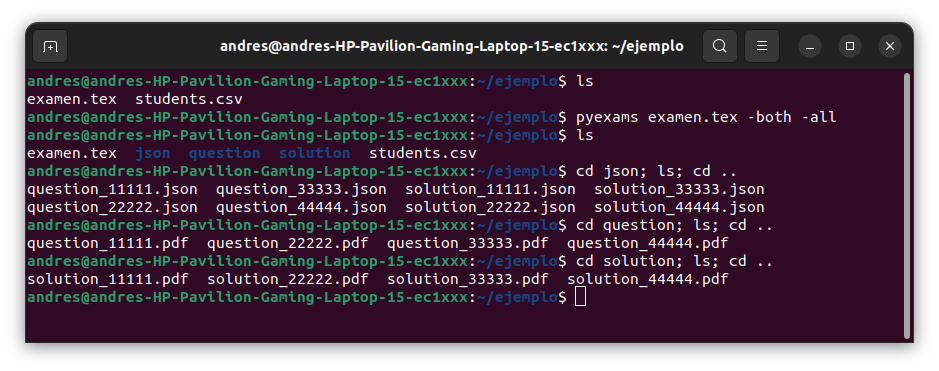 andres@andres-HP-Pavilion-Gaming-Laptop-15-ec1xxx: ~/ejemplo
andres@andres-HP-Pavilion-Gaming-Laptop-15-ec1xxx:~/ejemplo$ ls
examen.tex  students.csv
andres@andres-HP-Pavilion-Gaming-Laptop-15-ec1xxx:~/ejemplo$ pyexams examen.tex -both -all
andres@andres-HP-Pavilion-Gaming-Laptop-15-ec1xxx:~/ejemplo$ ls
examen.tex  json  question  solution  students.csv
andres@andres-HP-Pavilion-Gaming-Laptop-15-ec1xxx:~/ejemplo$ cd json; ls; cd ..
question_11111.json  question_33333.json  solution_11111.json  solution_33333.json
question_22222.json  question_44444.json  solution_22222.json  solution_44444.json
andres@andres-HP-Pavilion-Gaming-Laptop-15-ec1xxx:~/ejemplo$ cd question; ls; cd ..
question_11111.pdf  question_22222.pdf  question_33333.pdf  question_44444.pdf
andres@andres-HP-Pavilion-Gaming-Laptop-15-ec1xxx:~/ejemplo$ cd solution; ls; cd ..
solution_11111.pdf  solution_22222.pdf  solution_33333.pdf  solution_44444.pdf
andres@andres-HP-Pavilion-Gaming-Laptop-15-ec1xxx:~/ejemplo$